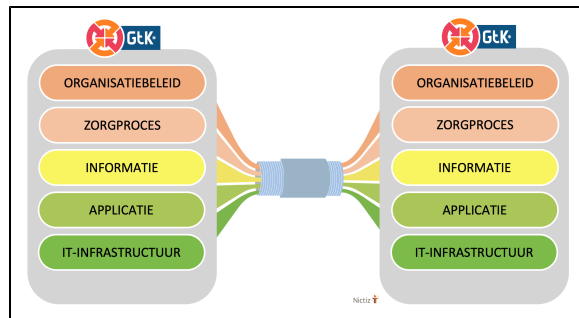 GtK
ORGANISATIEBELEID
ZORGPROCES
INFORMATIE
APPLICATIE
IT-INFRASTRUCTUUR
GtK
ORGANISATIEBELEID
ZORGPROCES
INFORMATIE
APPLICATIE
IT-INFRASTRUCTUUR
Nictiz